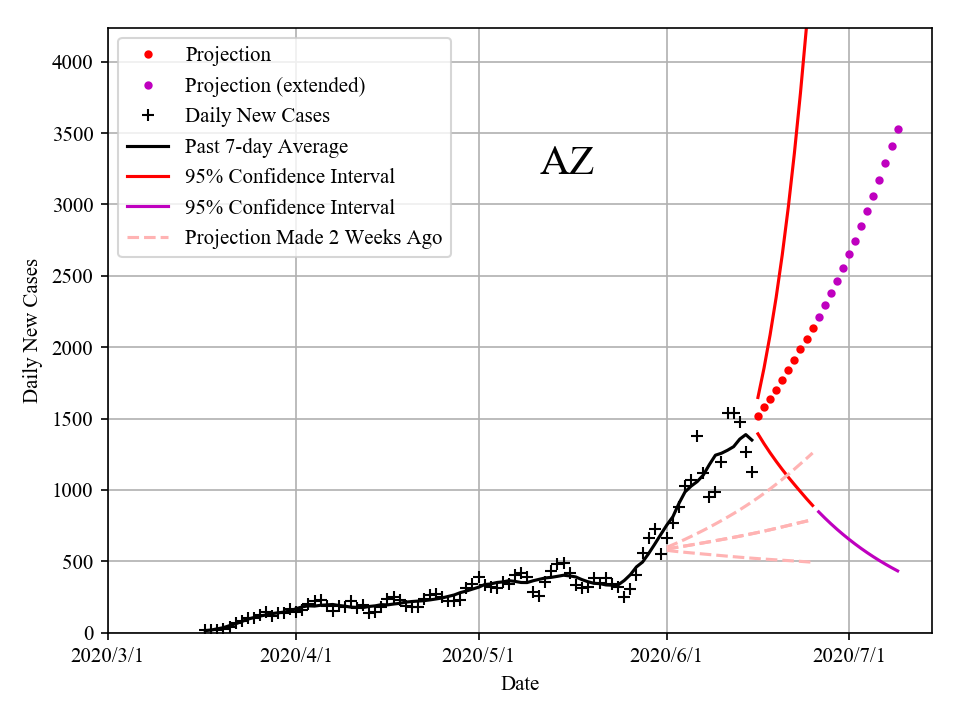 Projection
Projection (extended)
Daily New Cases
Past 7-day Average
95% Confidence Interval
95% Confidence Interval
Projection Made 2 Weeks Ago
AZ
4000
3500
3000
2500
2000
1500
1000
500
0
Daily New Cases
2020/3/1 2020/4/1 2020/5/1 2020/6/1 2020/7/1
Date